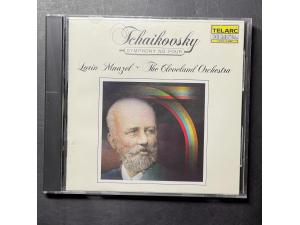 Tchaikovsky
TELARC
SYMPHONY NO. FOUR
Lorin Maazel ~ The Cleveland Orchestra